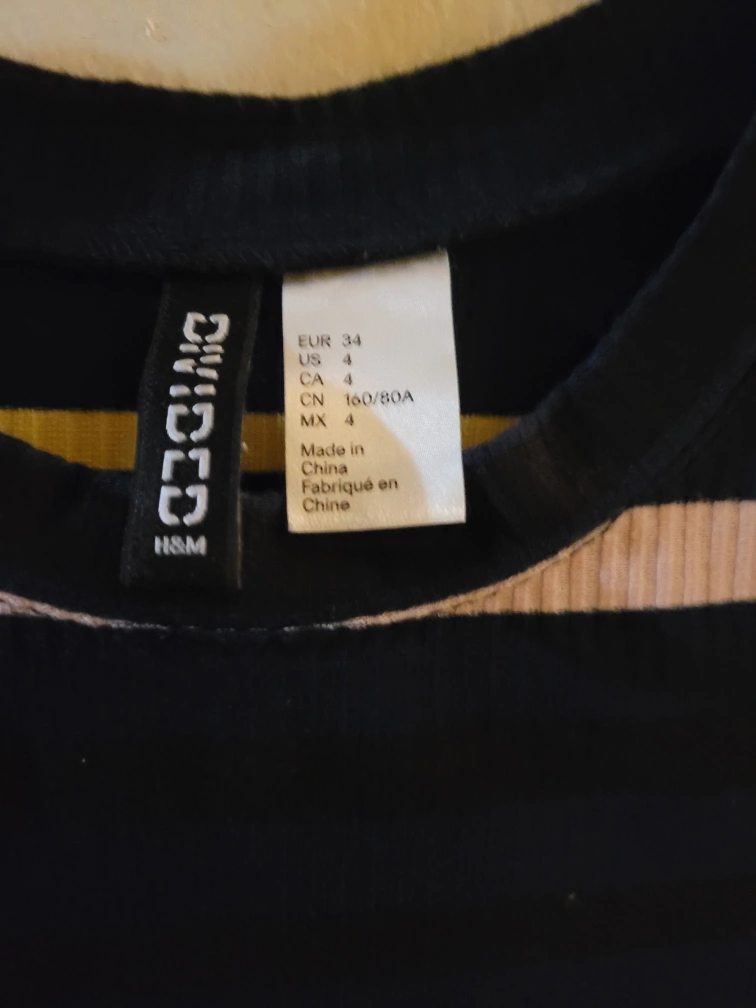 DIVIDED
H&M
EUR 34
US 4
CA 4
CN 160/80A
MX 4
Made in
China
Fabriqué en
Chine